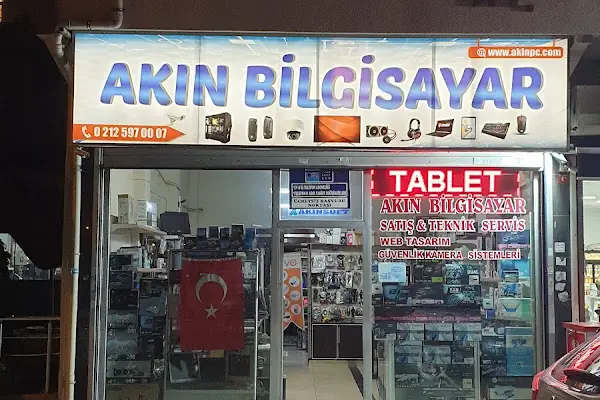 www.akinpc.com
AKIN BİLGİSAYAR
0 212 597 00 07
TABLET
AKINSOFT
AKIN BİLGİSAYAR
SATIŞ & TEKNİK SERVİS
WEB TASARIM
GÜVENLİK KAMERA SİSTEMLERİ